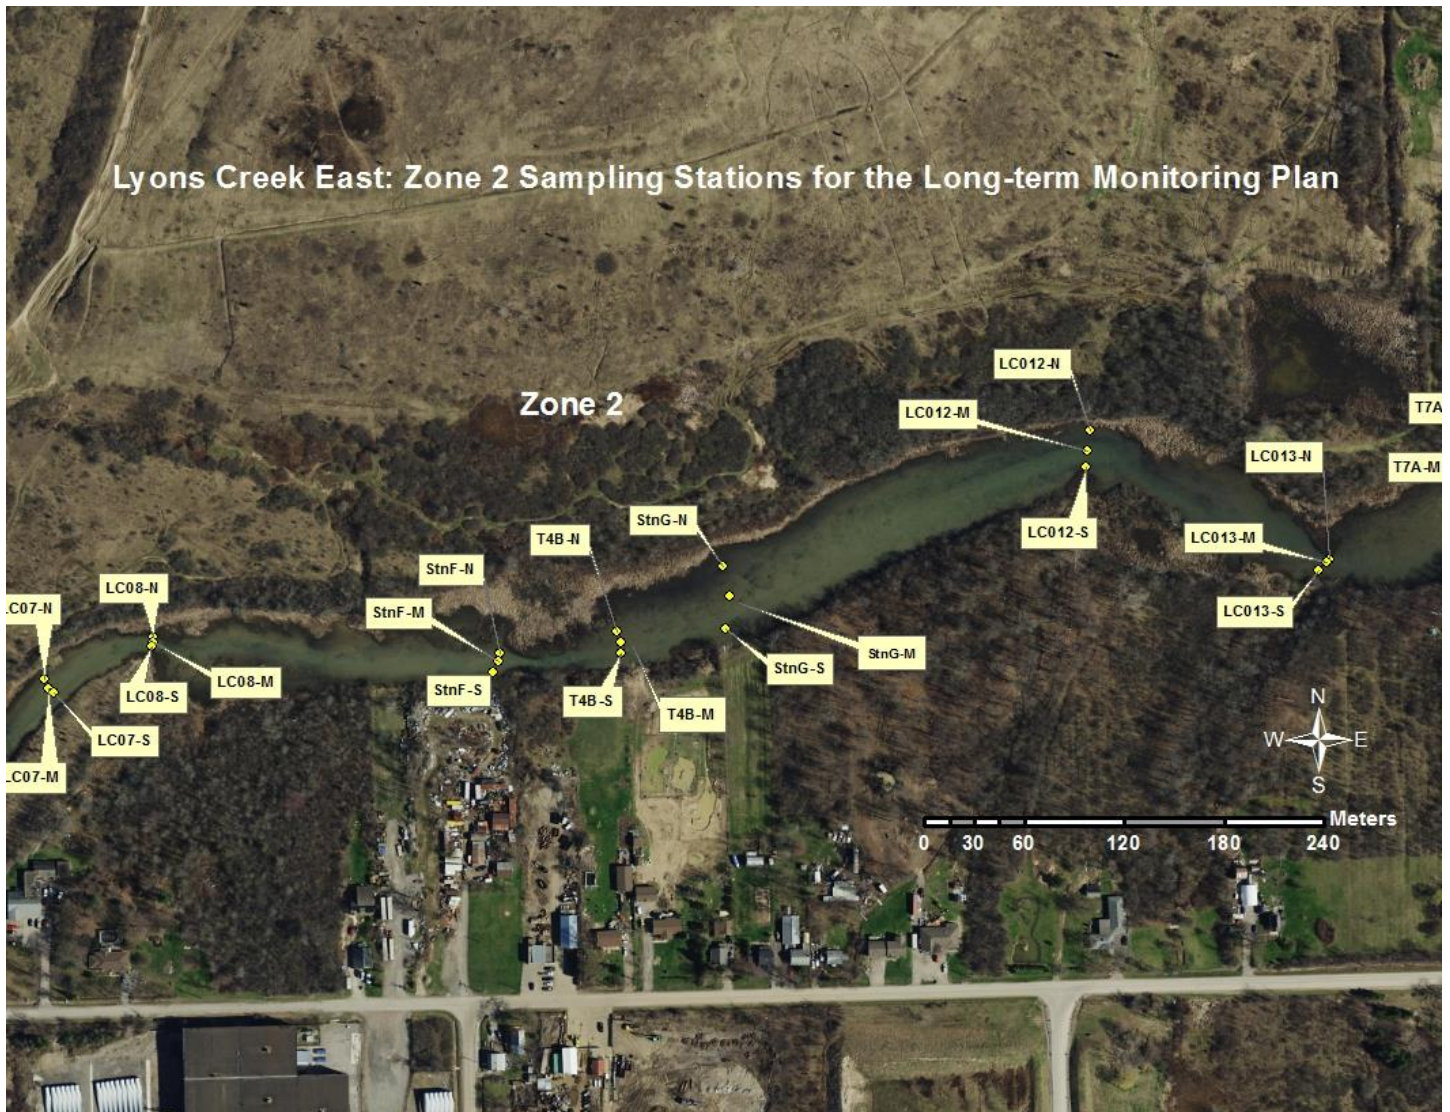 Lyons Creek East: Zone 2 Sampling Stations for the Long-term Monitoring Plan
Zone 2
LC012-N
LC012-M
T7A
LC013-N
T7A-M
StnG-N
LC012-S
T4B-N
LC013-M
StnF-N
LC08-N
LC07-N
StnF-M
LC013-S
StnG-M
StnG-S
LC08-M
StnF-S
LC08-S
T4B-S
T4B-M
LC07-S
LC07-M
N
W
E
S
Meters
0 30 60 120 180 240